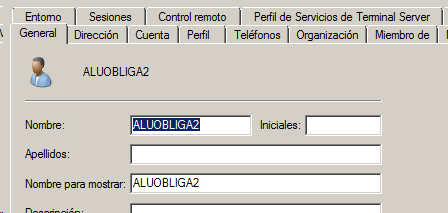 Entorno Sesiones Control remoto Perfil de Servicios de Terminal Server
General Dirección Cuenta Perfil Teléfonos Organización Miembro de
ALUOBLIGA2
Nombre: ALUOBLIGA2 Iniciales:
Apellidos:
Nombre para mostrar: ALUOBLIGA2
Descripción: